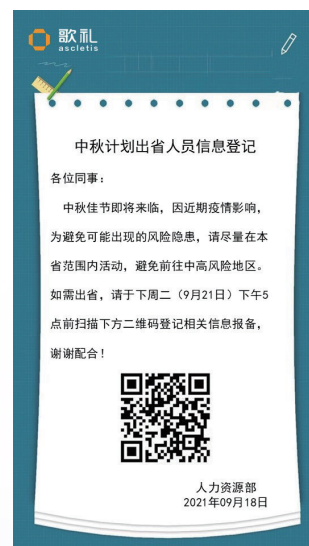 歌礼
ascletis
中秋计划出省人员信息登记
各位同事：
中秋佳节即将来临，因近期疫情影响，
为避免可能出现的风险隐患，请尽量在本
省范围内活动，避免前往中高风险地区。
如需出省，请于下周二（9月21日）下午5
点前扫描下方二维码登记相关信息报备，
谢谢配合！
人力资源部
2021年09月18日